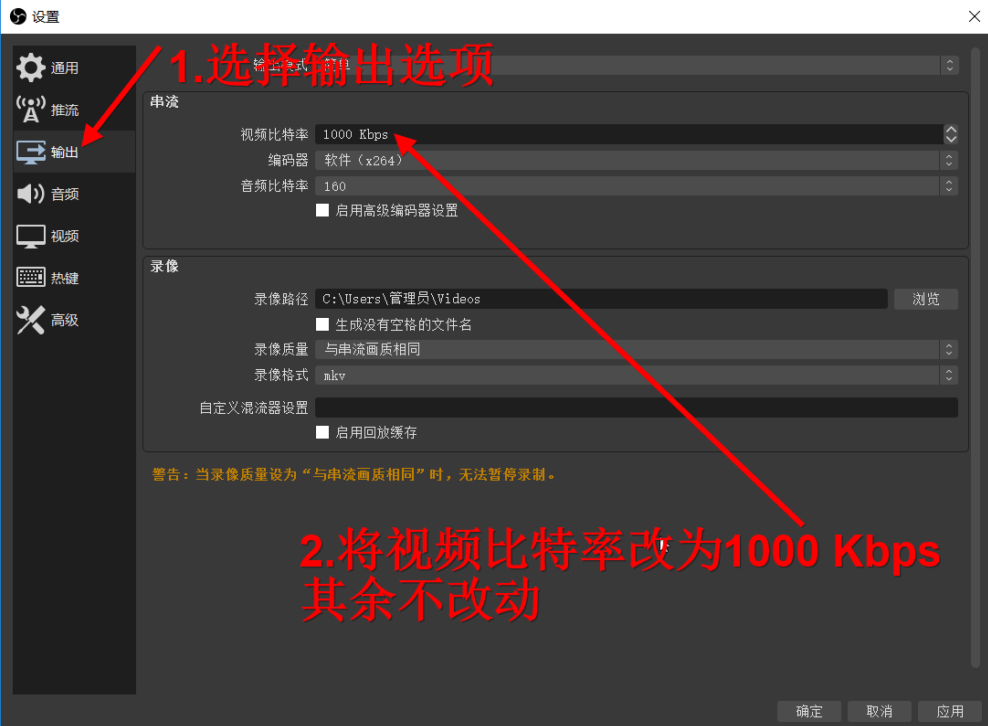 设置
通用
推流
输出
音频
视频
热键
高级
1.选择输出选项
输出模式 简单
串流
视频比特率 1000 Kbps
编码器 软件（x264）
音频比特率 160
启用高级编码器设置
录像
录像路径 C:\Users\管理员\Videos 浏览
生成没有空格的文件名
录像质量 与串流画质相同
录像格式 mkv
自定义混流器设置
启用回放缓存
警告：当录像质量设为“与串流画质相同”时，无法暂停录制。
2.将视频比特率改为1000 Kbps
其余不改动
确定 取消 应用